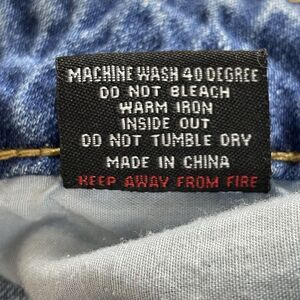 MACHINE WASH 40 DEGREE
DO NOT BLEACH
WARM IRON
INSIDE OUT
DO NOT TUMBLE DRY
MADE IN CHINA
KEEP AWAY FROM FIRE